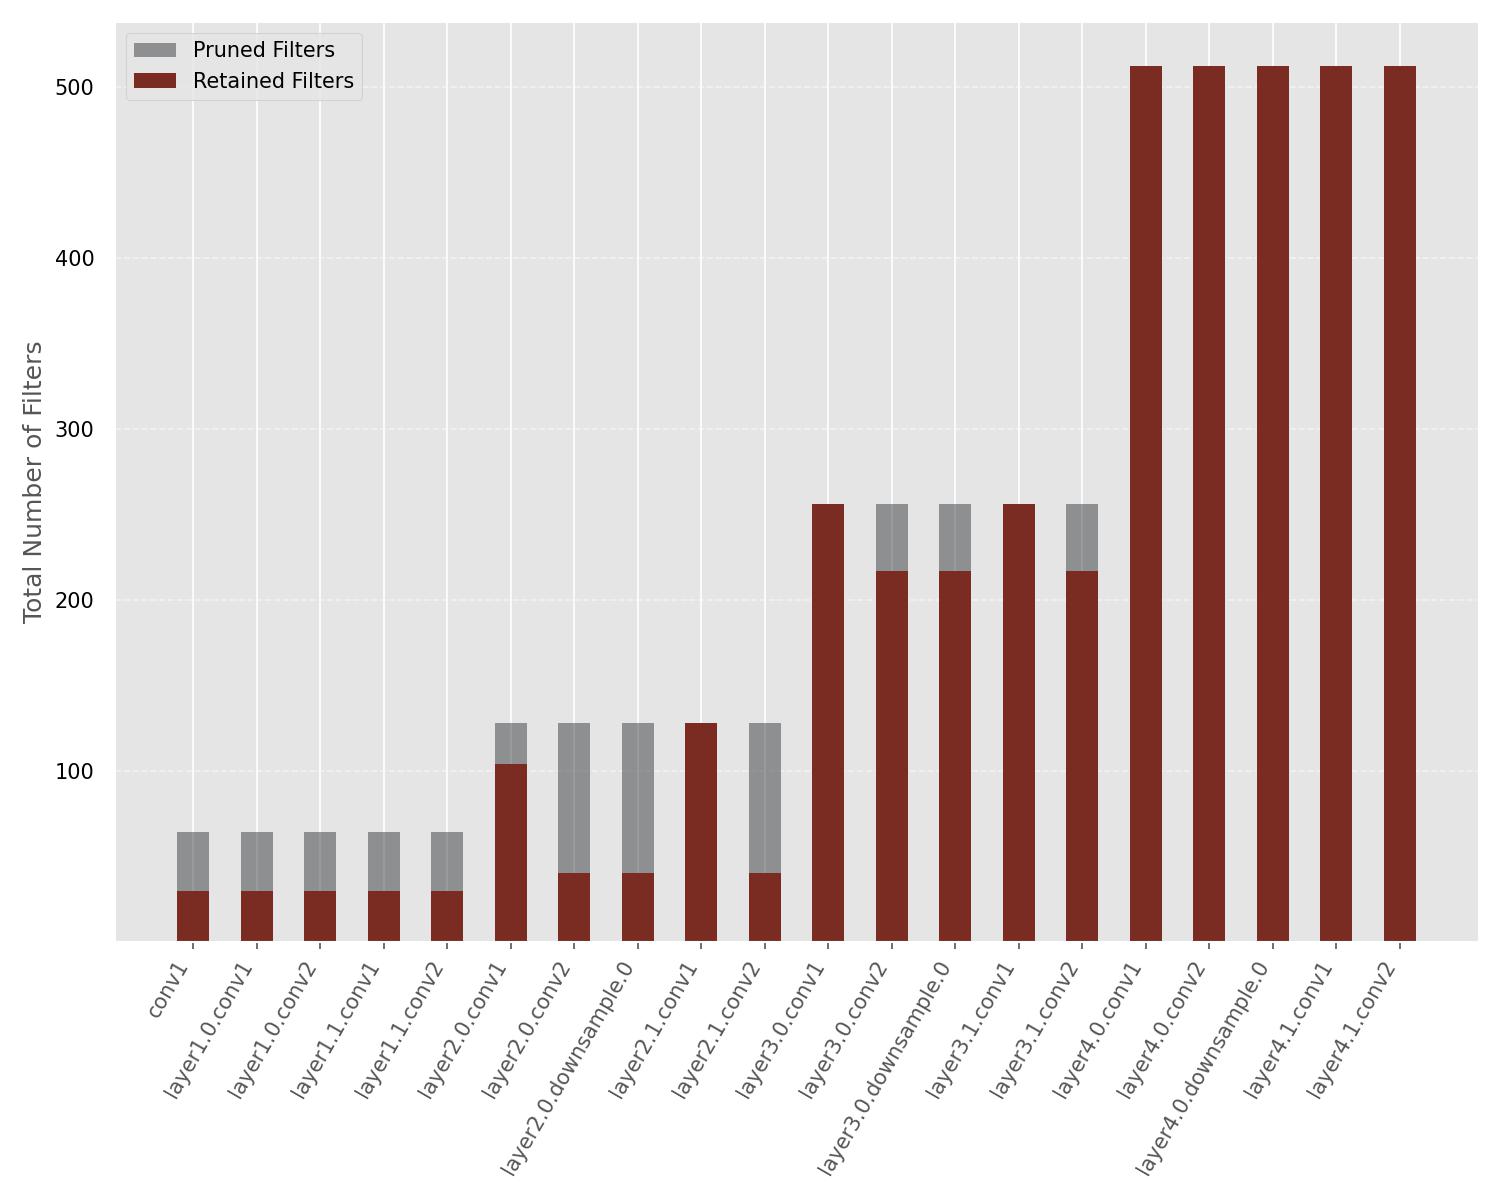 Pruned Filters
Retained Filters
Total Number of Filters
500
400
300
200
100
conv1
layer1.0.conv1
layer1.0.conv2
layer1.1.conv1
layer1.1.conv2
layer2.0.conv1
layer2.0.conv2
layer2.0.downsample.0
layer2.1.conv1
layer2.1.conv2
layer3.0.conv1
layer3.0.conv2
layer3.0.downsample.0
layer3.1.conv1
layer3.1.conv2
layer4.0.conv1
layer4.0.conv2
layer4.0.downsample.0
layer4.1.conv1
layer4.1.conv2